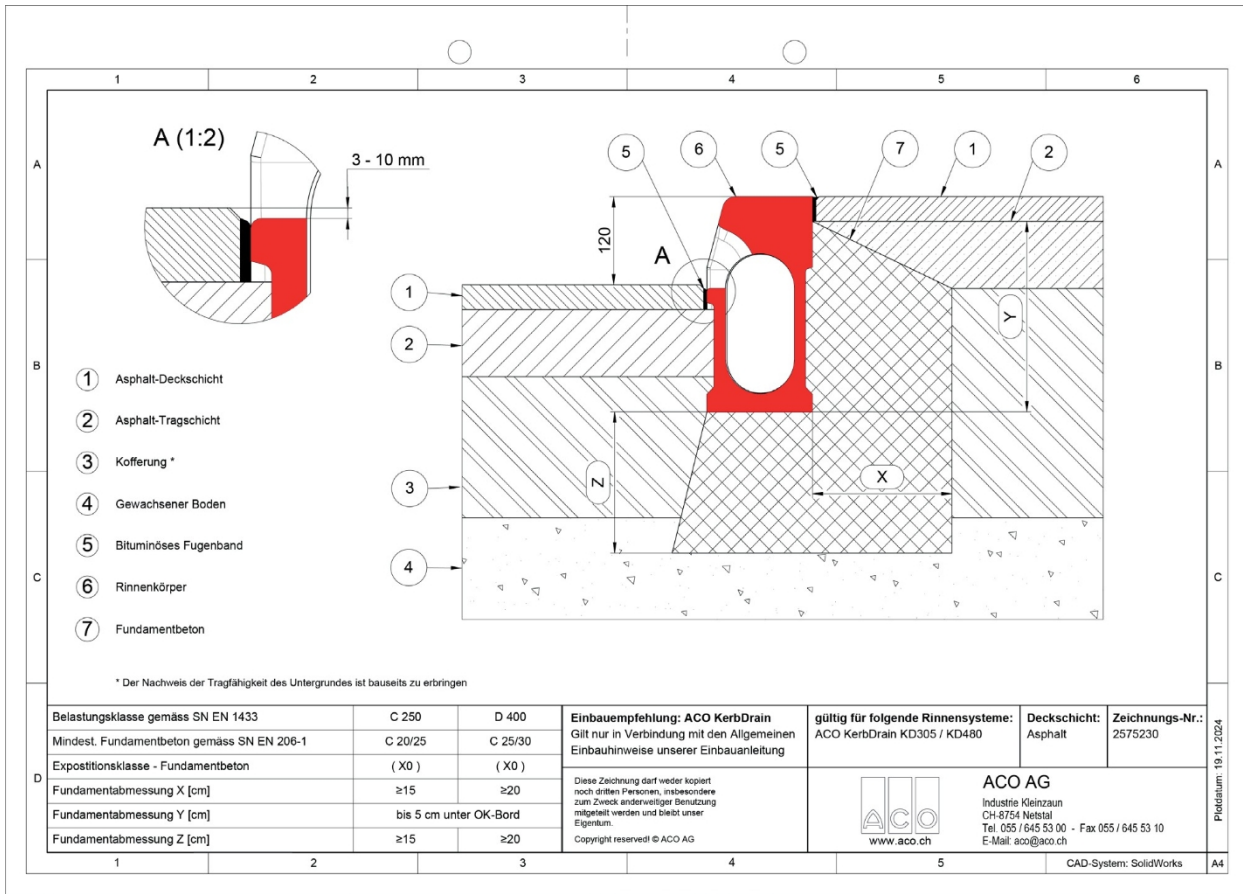 1 2 3 4 5 6
A
B
C
D
A
B
C
A (1:2)
3 - 10 mm
5
6
5
7
1
2
120
A
1
2
3
4
X
Y
Z
1 Asphalt-Deckschicht
2 Asphalt-Tragschicht
3 Kofferung *
4 Gewachsener Boden
5 Bituminöses Fugenband
6 Rinnenkörper
7 Fundamentbeton
* Der Nachweis der Tragfähigkeit des Untergrundes ist bauseits zu erbringen
Belastungsklasse gemäss SN EN 1433 C 250 D 400
Mindest. Fundamentbeton gemäss SN EN 206-1 C 20/25 C 25/30
Expostitionsklasse - Fundamentbeton ( X0 ) ( X0 )
Fundamentabmessung X [cm] ≥15 ≥20
Fundamentabmessung Y [cm] bis 5 cm unter OK-Bord
Fundamentabmessung Z [cm] ≥15 ≥20
Einbauempfehlung: ACO KerbDrain
Gilt nur in Verbindung mit den Allgemeinen
Einbauhinweise unserer Einbauanleitung
gültig für folgende Rinnensysteme:
ACO KerbDrain KD305 / KD480
Deckschicht:
Asphalt
Zeichnungs-Nr.:
2575230
Diese Zeichnung darf weder kopiert
noch dritten Personen, insbesondere
zum Zweck anderweitiger Benutzung
mitgeteilt werden und bleibt unser
Eigentum.
Copyright reserved! © ACO AG
ACO
www.aco.ch
ACO AG
Industrie Kleinzaun
CH-8754 Netstal
Tel. 055 / 645 53 00 - Fax 055 / 645 53 10
E-Mail: aco@aco.ch
Plotdatum: 19.11.2024
1 2 3 4 5
CAD-System: SolidWorks
A4